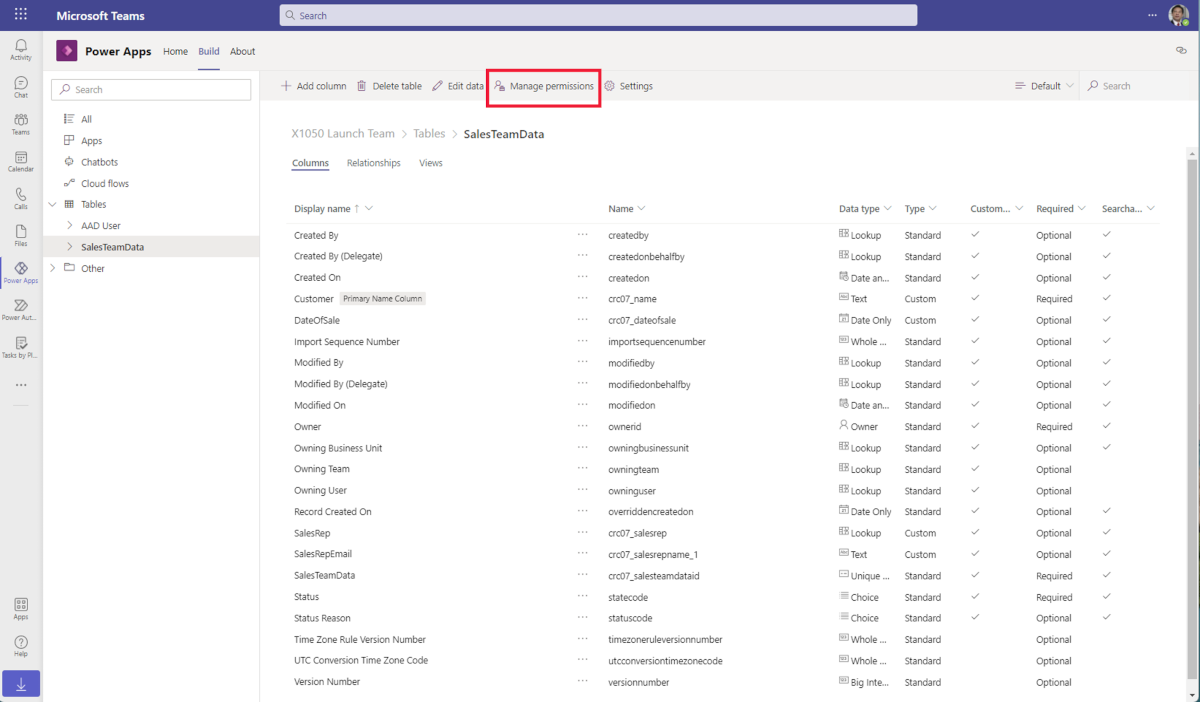 Microsoft Teams
Search
Power Apps Home Build About
Activity
Chat
Teams
Calendar
Calls
Files
Power Apps
Power Aut...
Tasks by Pl...
Apps
Help
Search
All
Apps
Chatbots
Cloud flows
Tables
AAD User
SalesTeamData
Other
Add column Delete table Edit data Manage permissions Settings Default Search
X1050 Launch Team > Tables > SalesTeamData
Columns Relationships Views
Display name ↑ Name Data type Type Custom... Required Searcha...
Created By ... createdby Lookup Standard ✓ Optional ✓
Created By (Delegate) ... createdonbehalfby Lookup Standard ✓ Optional ✓
Created On ... createdon Date an... Standard ✓ Optional ✓
Customer Primary Name Column ... crc07_name Text Custom ✓ Required ✓
DateOfSale ... crc07_dateofsale Date Only Custom ✓ Optional ✓
Import Sequence Number ... importsequencenumber Whole ... Standard ✓ Optional ✓
Modified By ... modifiedby Lookup Standard ✓ Optional ✓
Modified By (Delegate) ... modifiedonbehalfby Lookup Standard ✓ Optional ✓
Modified On ... modifiedon Date an... Standard ✓ Optional ✓
Owner ... ownerid Owner Standard ✓ Required ✓
Owning Business Unit ... owningbusinessunit Lookup Standard ✓ Optional ✓
Owning Team ... owningteam Lookup Standard ✓ Optional
Owning User ... owninguser Lookup Standard ✓ Optional
Record Created On ... overriddencreatedon Date Only Standard ✓ Optional ✓
SalesRep ... crc07_salesrep Lookup Custom ✓ Optional ✓
SalesRepEmail ... crc07_salesrepname_1 Text Custom ✓ Optional ✓
SalesTeamData ... crc07_salesteamdataid Unique ... Standard ✓ Required ✓
Status ... statecode Choice Standard ✓ Required ✓
Status Reason ... statuscode Choice Standard ✓ Optional ✓
Time Zone Rule Version Number ... timezoneruleversionnumber Whole ... Standard Optional
UTC Conversion Time Zone Code ... utcconversiontimezonecode Whole ... Standard Optional
Version Number ... versionnumber Big Inte... Standard Optional